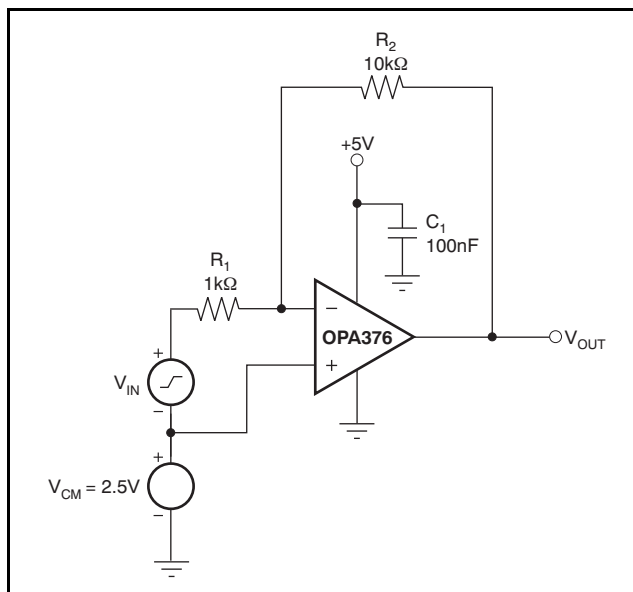 R2
10kΩ
+5V
C1
100nF
R1
1kΩ
−
OPA376
+
VOUT
+
VIN
−
+
VCM = 2.5V
−